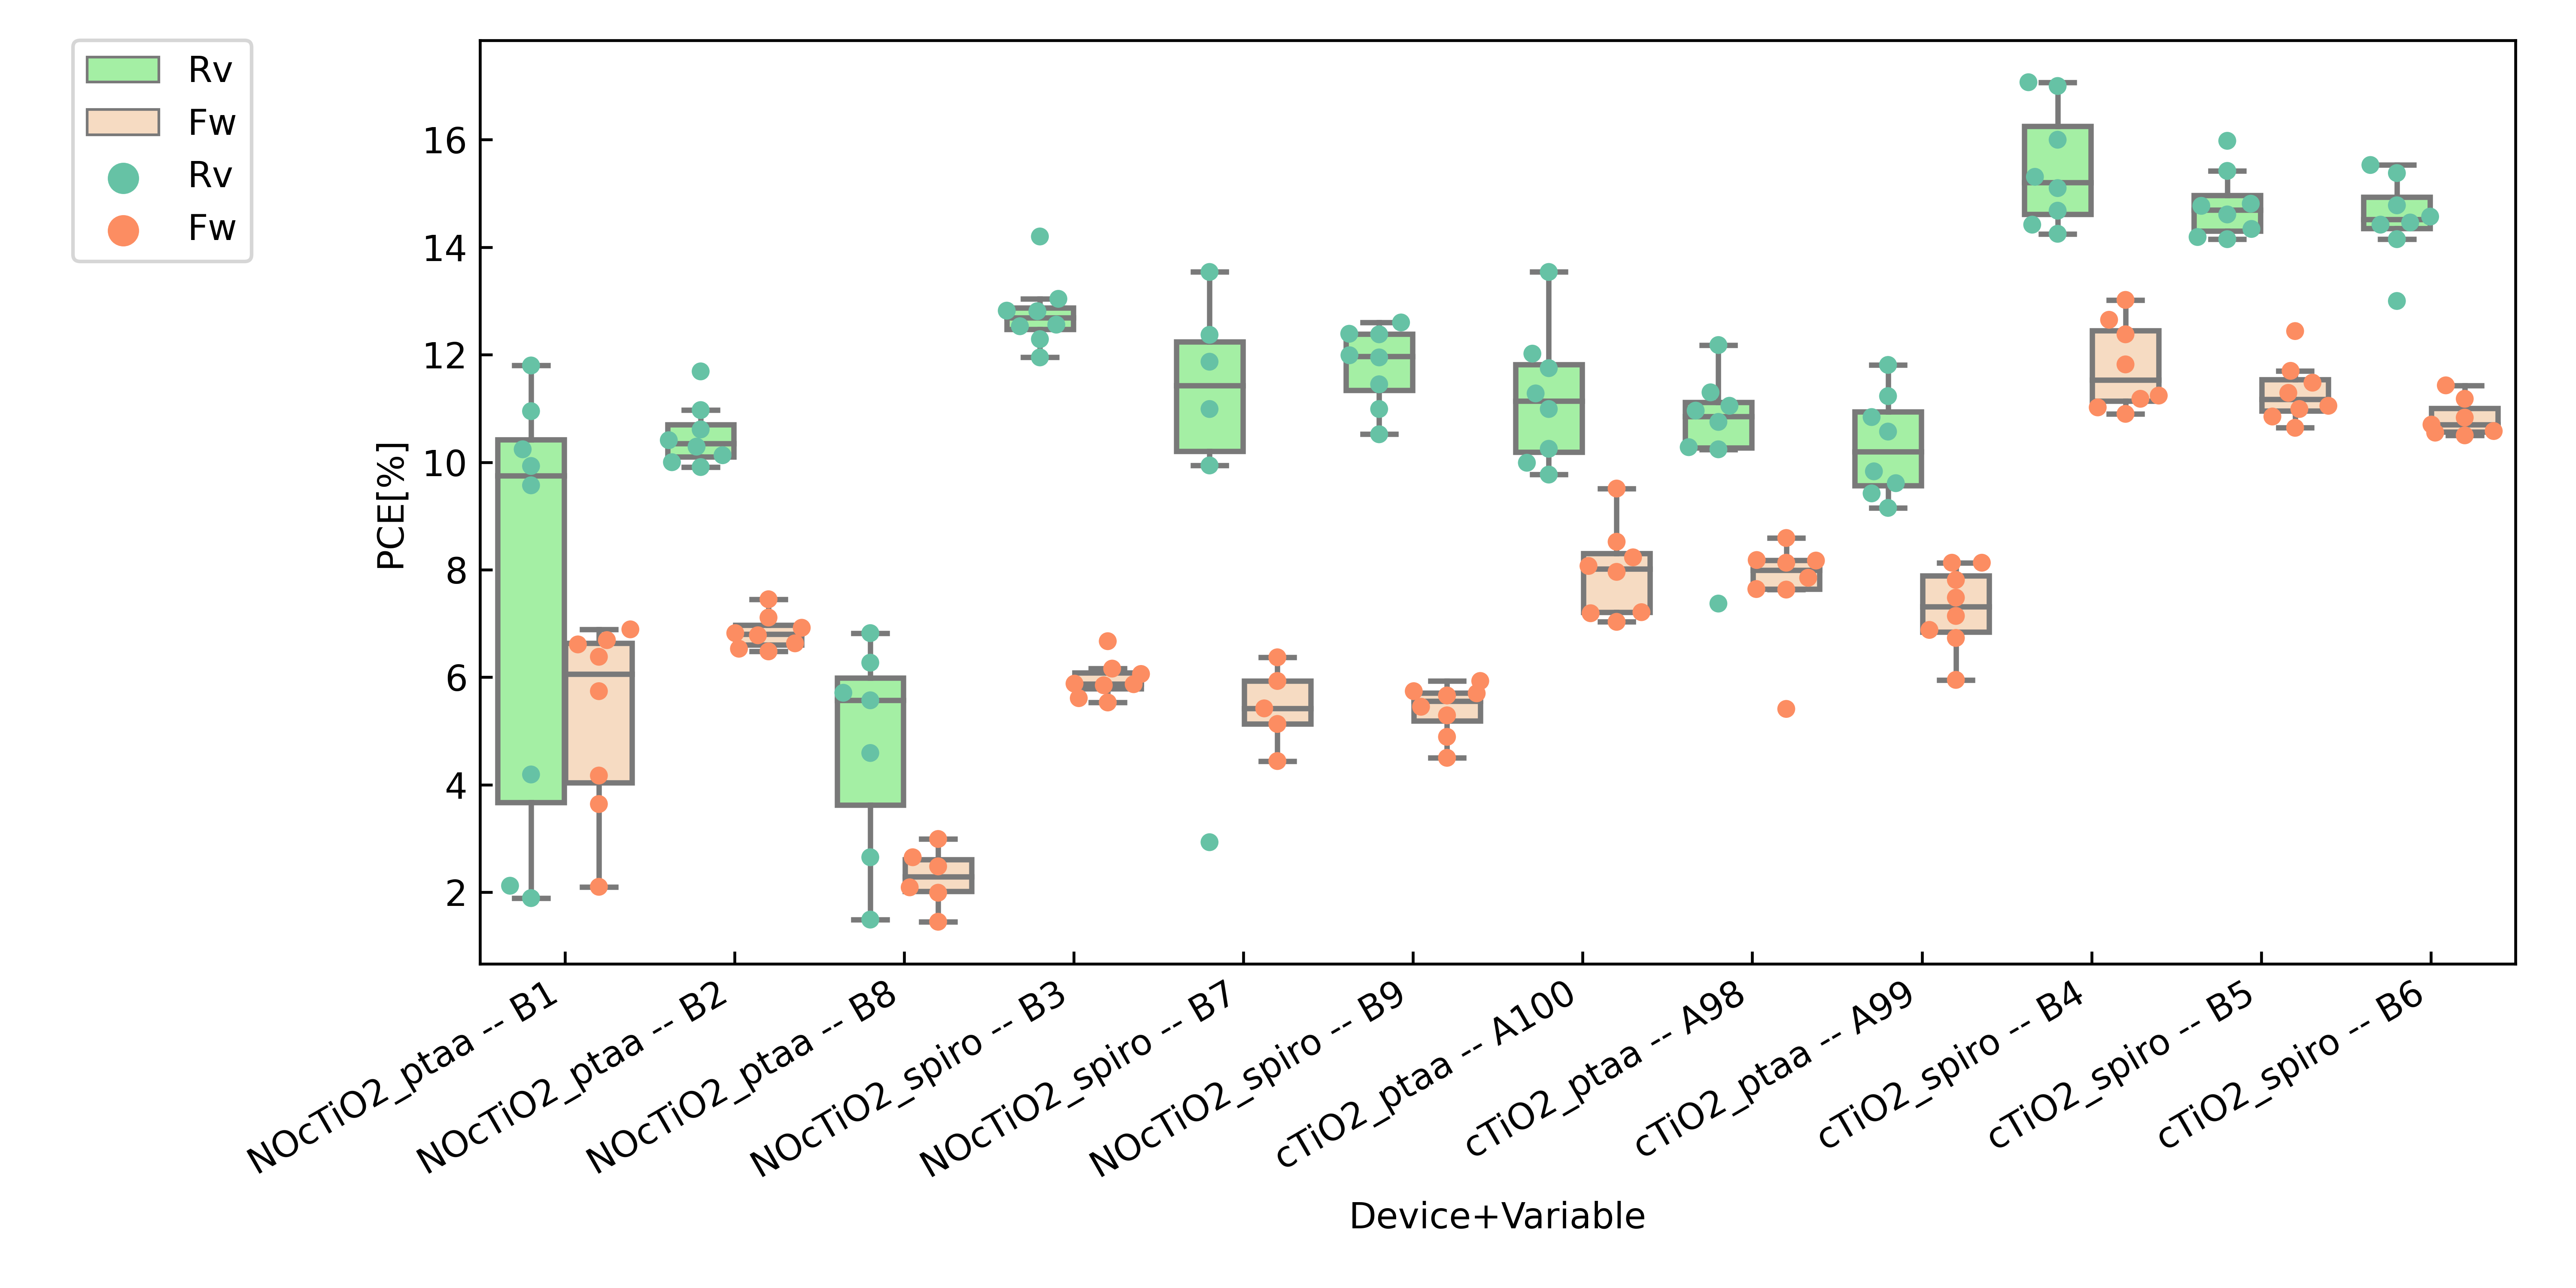 Rv
Fw
Rv
Fw
16
14
12
10
8
6
4
2
PCE[%]
NOcTiO2_ptaa -- B1
NOcTiO2_ptaa -- B2
NOcTiO2_ptaa -- B8
NOcTiO2_spiro -- B3
NOcTiO2_spiro -- B7
NOcTiO2_spiro -- B9
cTiO2_ptaa -- A100
cTiO2_ptaa -- A98
cTiO2_ptaa -- A99
cTiO2_spiro -- B4
cTiO2_spiro -- B5
cTiO2_spiro -- B6
Device+Variable